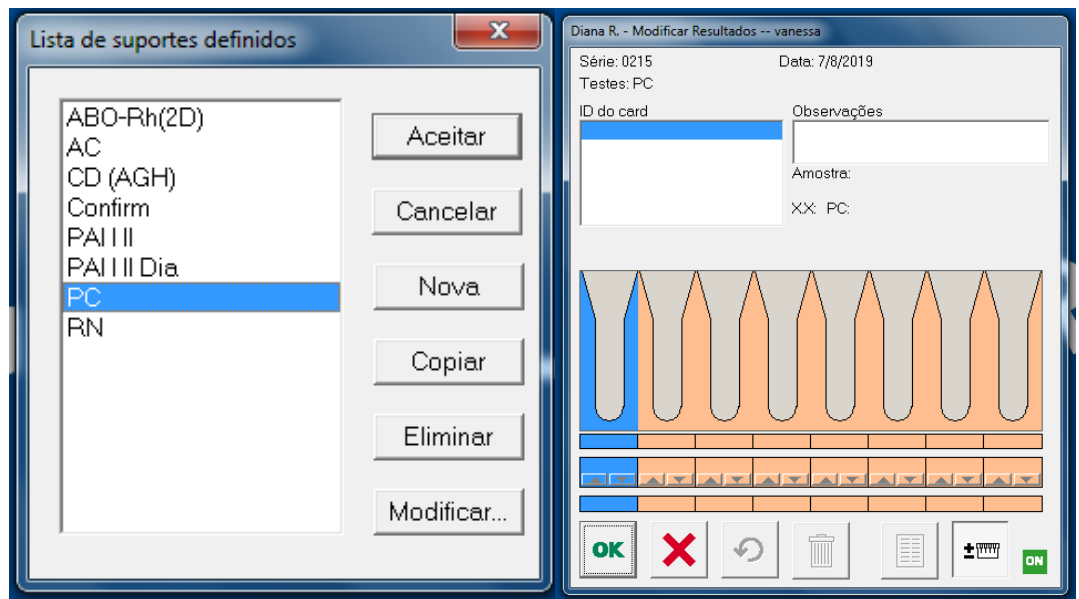 Lista de suportes definidos
ABO-Rh(2D)
AC
CD (AGH)
Confirm
PAI I II
PAI I II Dia
PC
RN
Aceitar
Cancelar
Nova
Copiar
Eliminar
Modificar...
Diana R. - Modificar Resultados -- vanessa
Série: 0215 Data: 7/8/2019
Testes: PC
ID do card Observações
Amostra:
XX: PC:
OK
ON